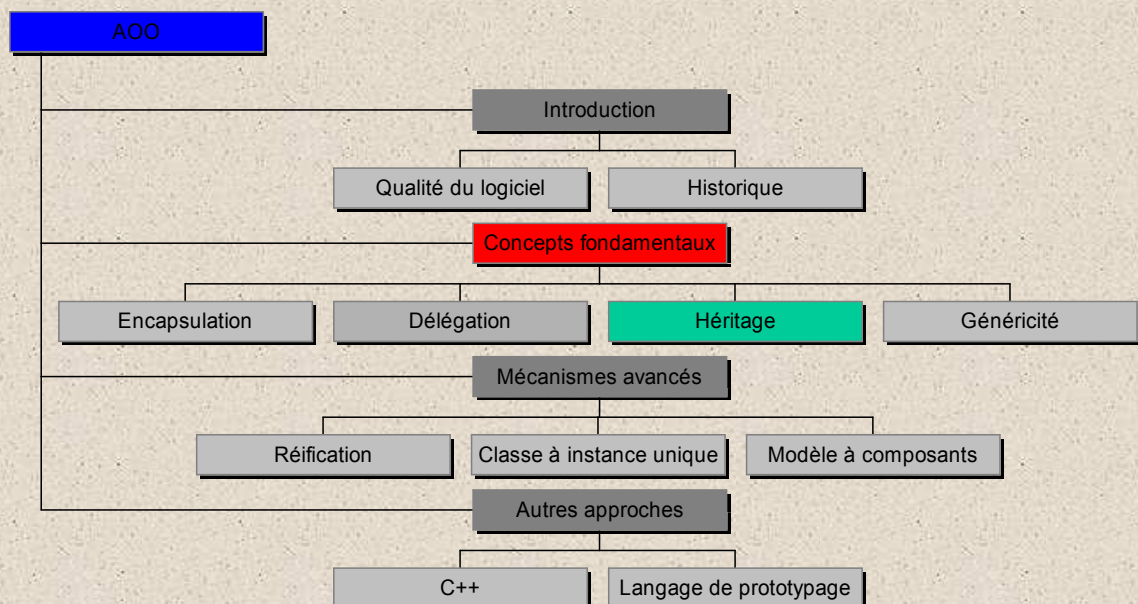 AOO
Introduction
Qualité du logiciel
Historique
Concepts fondamentaux
Encapsulation
Délégation
Héritage
Généricité
Mécanismes avancés
Réification
Classe à instance unique
Modèle à composants
Autres approches
C++
Langage de prototypage